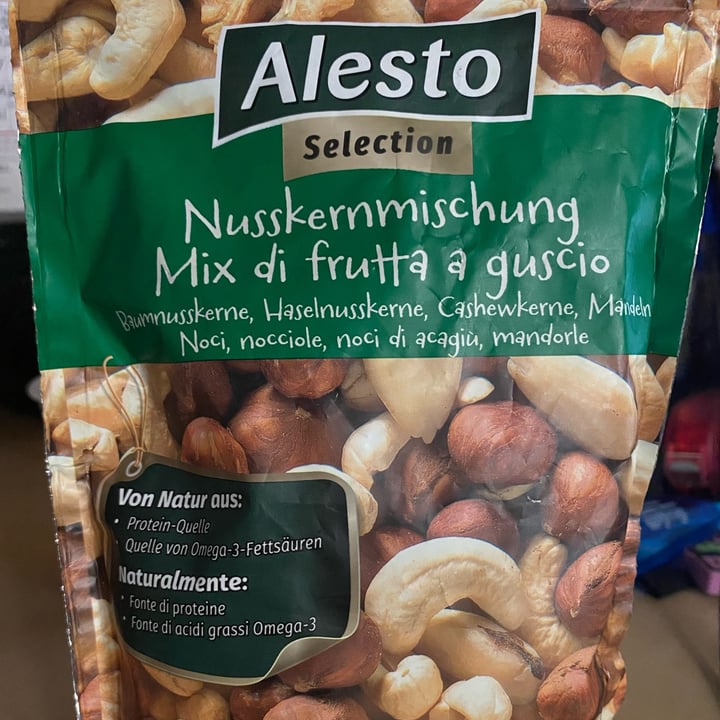 Alesto
Selection
Nusskernmischung
Mix di frutta a guscio
Baumnusskerne, Haselnusskerne, Cashewkerne, Mandeln
Noci, nocciole, noci di acagiù, mandorle
Von Natur aus:
• Protein-Quelle
• Quelle von Omega-3-Fettsäuren
Naturalmente:
• Fonte di proteine
• Fonte di acidi grassi Omega-3